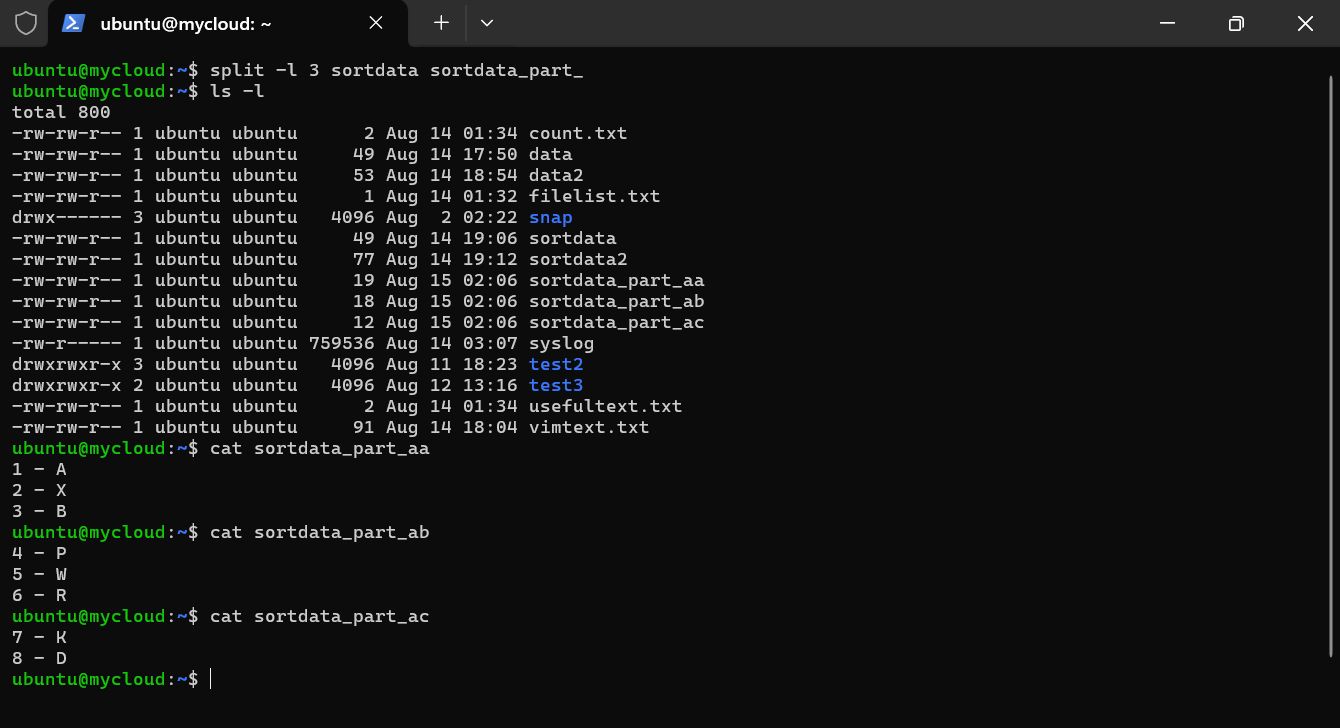 ubuntu@mycloud: ~
ubuntu@mycloud:~$ split -l 3 sortdata sortdata_part_
ubuntu@mycloud:~$ ls -l
total 800
-rw-rw-r-- 1 ubuntu ubuntu      2 Aug 14 01:34 count.txt
-rw-rw-r-- 1 ubuntu ubuntu     49 Aug 14 17:50 data
-rw-rw-r-- 1 ubuntu ubuntu     53 Aug 14 18:54 data2
-rw-rw-r-- 1 ubuntu ubuntu      1 Aug 14 01:32 filelist.txt
drwx------ 3 ubuntu ubuntu   4096 Aug  2 02:22 snap
-rw-rw-r-- 1 ubuntu ubuntu     49 Aug 14 19:06 sortdata
-rw-rw-r-- 1 ubuntu ubuntu     77 Aug 14 19:12 sortdata2
-rw-rw-r-- 1 ubuntu ubuntu     19 Aug 15 02:06 sortdata_part_aa
-rw-rw-r-- 1 ubuntu ubuntu     18 Aug 15 02:06 sortdata_part_ab
-rw-rw-r-- 1 ubuntu ubuntu     12 Aug 15 02:06 sortdata_part_ac
-rw-r----- 1 ubuntu ubuntu 759536 Aug 14 03:07 syslog
drwxrwxr-x 3 ubuntu ubuntu   4096 Aug 11 18:23 test2
drwxrwxr-x 2 ubuntu ubuntu   4096 Aug 12 13:16 test3
-rw-rw-r-- 1 ubuntu ubuntu      2 Aug 14 01:34 usefultext.txt
-rw-rw-r-- 1 ubuntu ubuntu     91 Aug 14 18:04 vimtext.txt
ubuntu@mycloud:~$ cat sortdata_part_aa
1 - A
2 - X
3 - B
ubuntu@mycloud:~$ cat sortdata_part_ab
4 - P
5 - W
6 - R
ubuntu@mycloud:~$ cat sortdata_part_ac
7 - K
8 - D
ubuntu@mycloud:~$